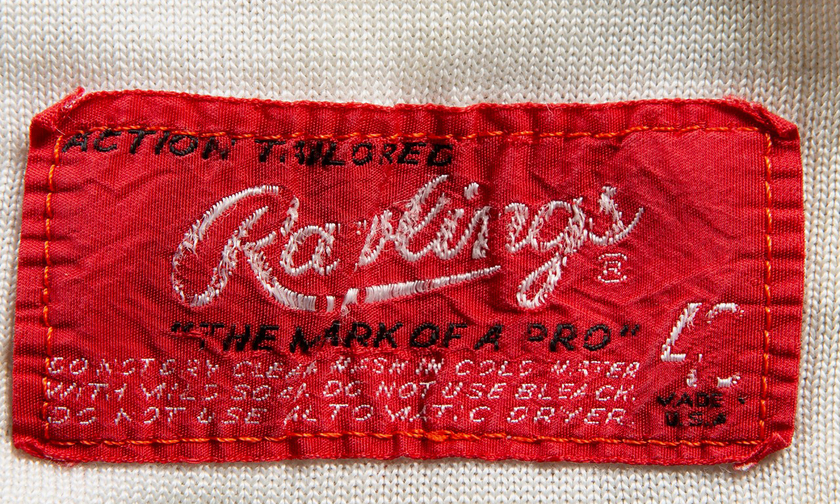 ACTION TAILORED
Rawlings ®
"THE MARK OF A PRO"
DO NOT DRY CLEAN WASH IN COLD WATER
WITH MILD SOAP. DO NOT USE BLEACH.
DO NOT USE AUTOMATIC DRYER.
MADE
U.S.A